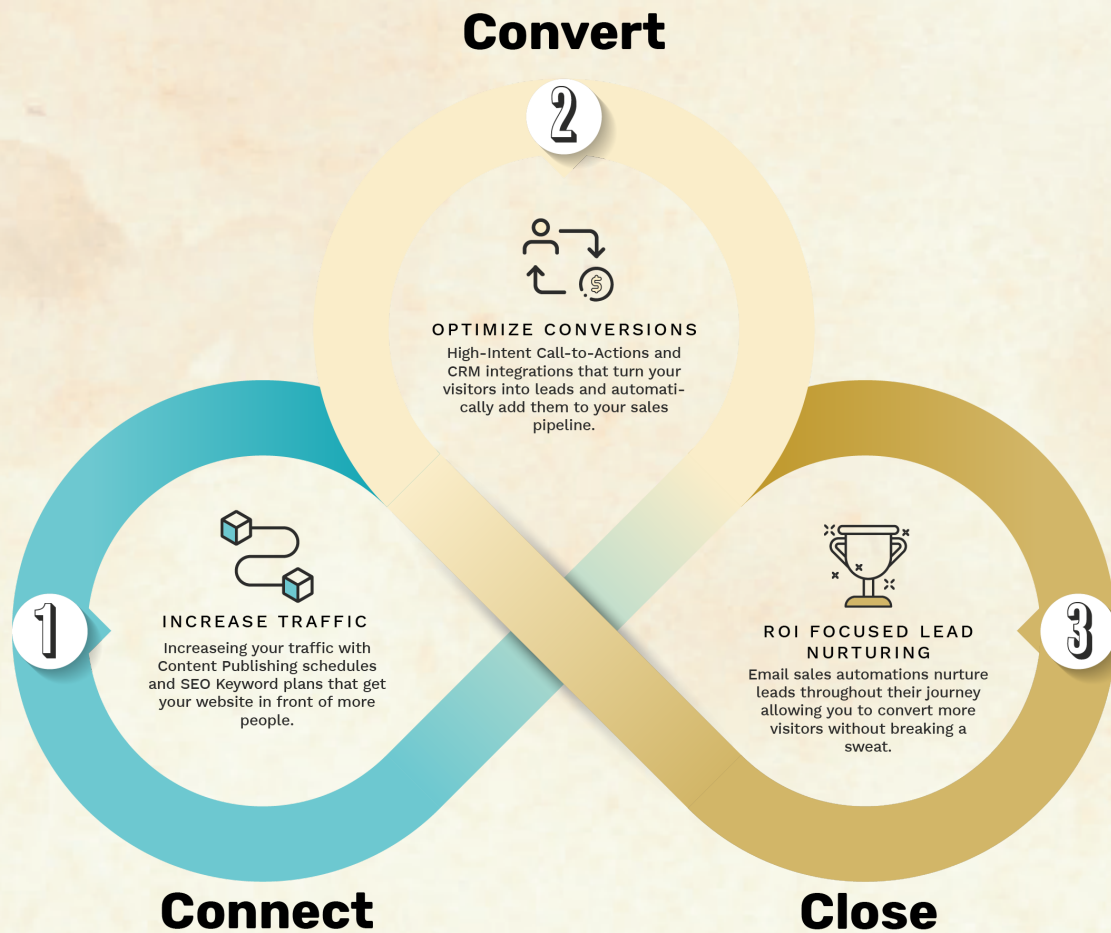 Convert
2
OPTIMIZE CONVERSIONS
High-Intent Call-to-Actions and
CRM integrations that turn your
visitors into leads and automati-
cally add them to your sales
pipeline.
$
1
INCREASE TRAFFIC
Increaseing your traffic with
Content Publishing schedules
and SEO Keyword plans that get
your website in front of more
people.
Connect
3
ROI FOCUSED LEAD
NURTURING
Email sales automations nurture
leads throughout their journey
allowing you to convert more
visitors without breaking a
sweat.
Close